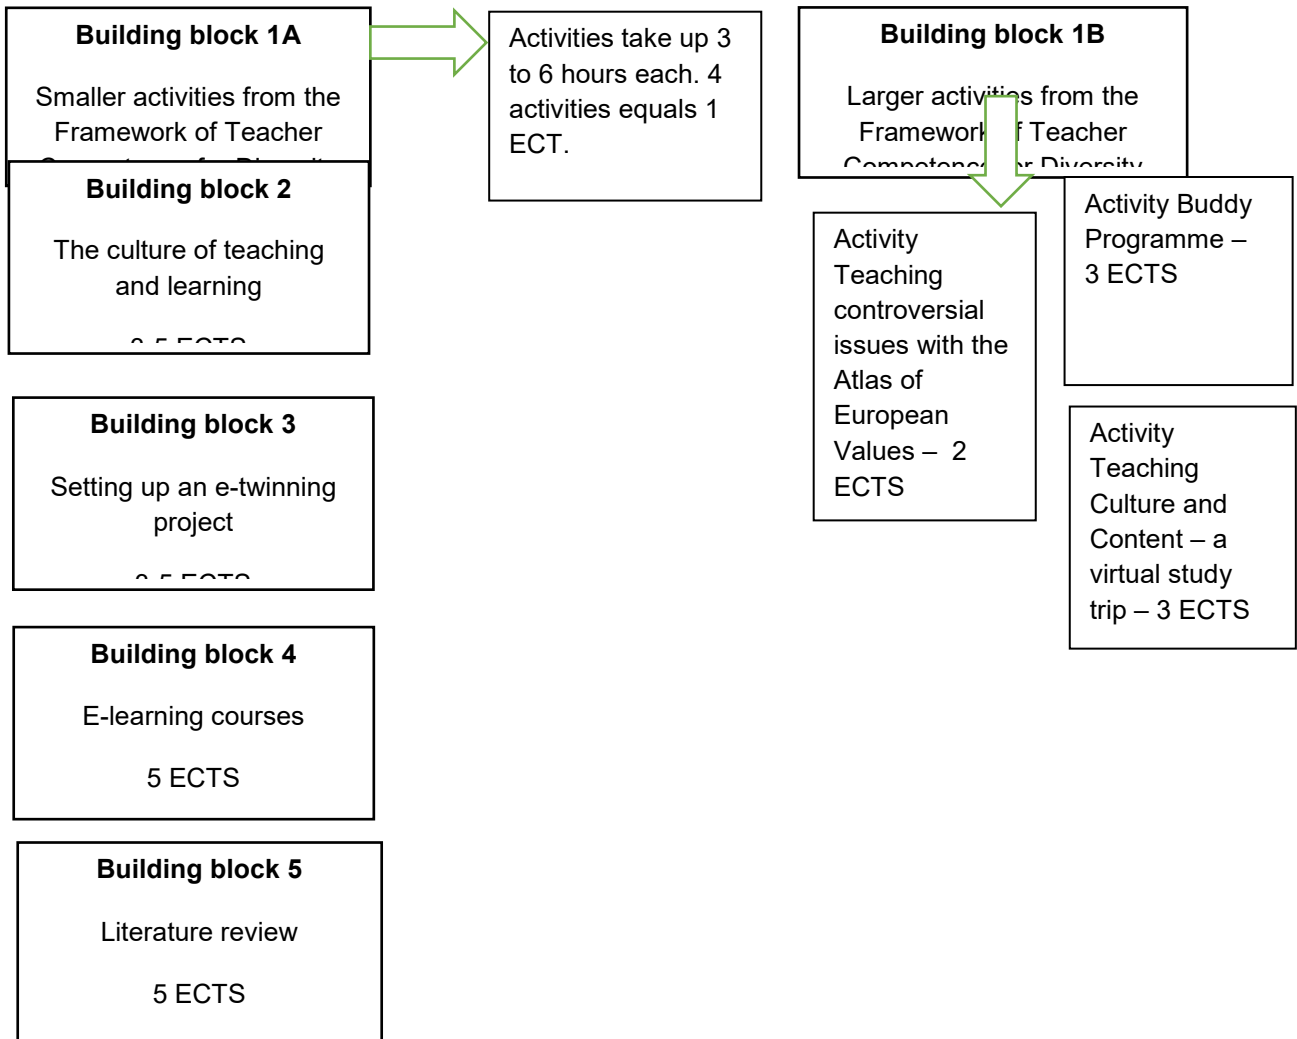 Building block 1A
Smaller activities from the
Framework of Teacher
Activities take up 3
to 6 hours each. 4
activities equals 1
ECT.
Building block 1B
Larger activities from the
Framework of Teacher
Diversity
Building block 2
The culture of teaching
and learning
ECTS
Activity
Teaching
controversial
issues with the
Atlas of
European
Values – 2
ECTS
Activity Buddy
Programme –
3 ECTS
Activity
Teaching
Culture and
Content – a
virtual study
trip – 3 ECTS
Building block 3
Setting up an e-twinning
project
ECTS
Building block 4
E-learning courses
5 ECTS
Building block 5
Literature review
5 ECTS